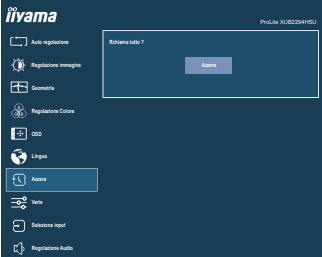 iiyama
ProLite XUB2294HSU
Auto regolazione
Richiama tutto ?
Azzera
Regolazione immagine
Geometria
Regolazione Colore
OSD
Lingua
Azzera
Varie
Seleziona input
Regolazione Audio